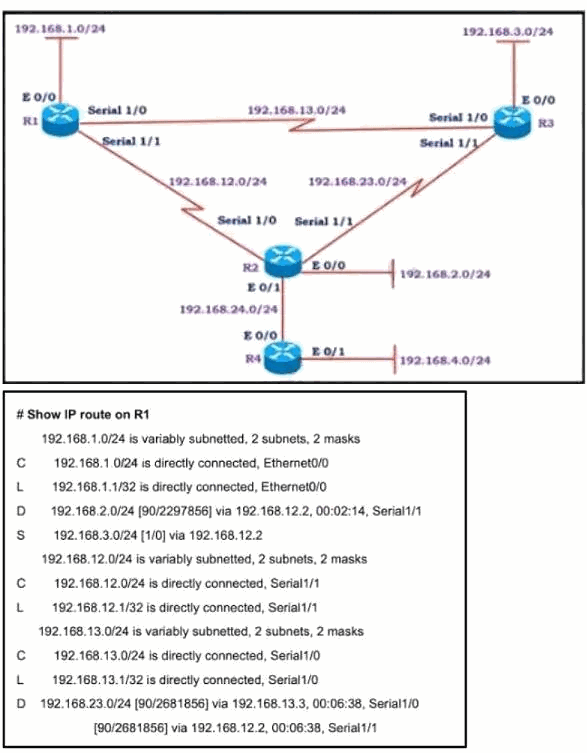 192.168.1.0/24
192.168.3.0/24
E 0/0
E 0/0
R1
Serial 1/0
192.168.13.0/24
Serial 1/0
R3
Serial 1/1
Serial 1/1
192.168.12.0/24
192.168.23.0/24
Serial 1/0
Serial 1/1
R2
E 0/0
192.168.2.0/24
E 0/1
192.168.24.0/24
E 0/0
R4
E 0/1
192.168.4.0/24
# Show IP route on R1
192.168.1.0/24 is variably subnetted, 2 subnets, 2 masks
C 192.168.1.0/24 is directly connected, Ethernet0/0
L 192.168.1.1/32 is directly connected, Ethernet0/0
D 192.168.2.0/24 [90/2297856] via 192.168.12.2, 00:02:14, Serial1/1
S 192.168.3.0/24 [1/0] via 192.168.12.2
192.168.12.0/24 is variably subnetted, 2 subnets, 2 masks
C 192.168.12.0/24 is directly connected, Serial1/1
L 192.168.12.1/32 is directly connected, Serial1/1
192.168.13.0/24 is variably subnetted, 2 subnets, 2 masks
C 192.168.13.0/24 is directly connected, Serial1/0
L 192.168.13.1/32 is directly connected, Serial1/0
D 192.168.23.0/24 [90/2681856] via 192.168.13.3, 00:06:38, Serial1/0
[90/2681856] via 192.168.12.2, 00:06:38, Serial1/1